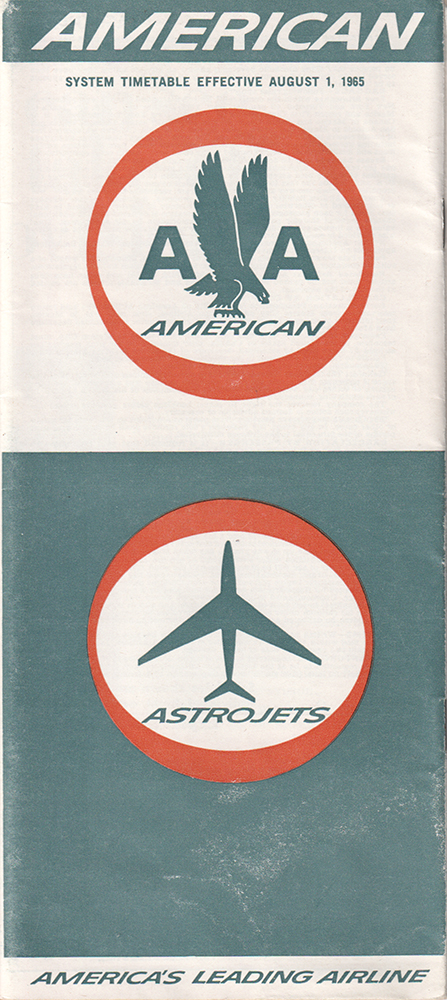 AMERICAN
SYSTEM TIMETABLE EFFECTIVE AUGUST 1, 1965
A A
AMERICAN
ASTROJETS
AMERICA'S LEADING AIRLINE